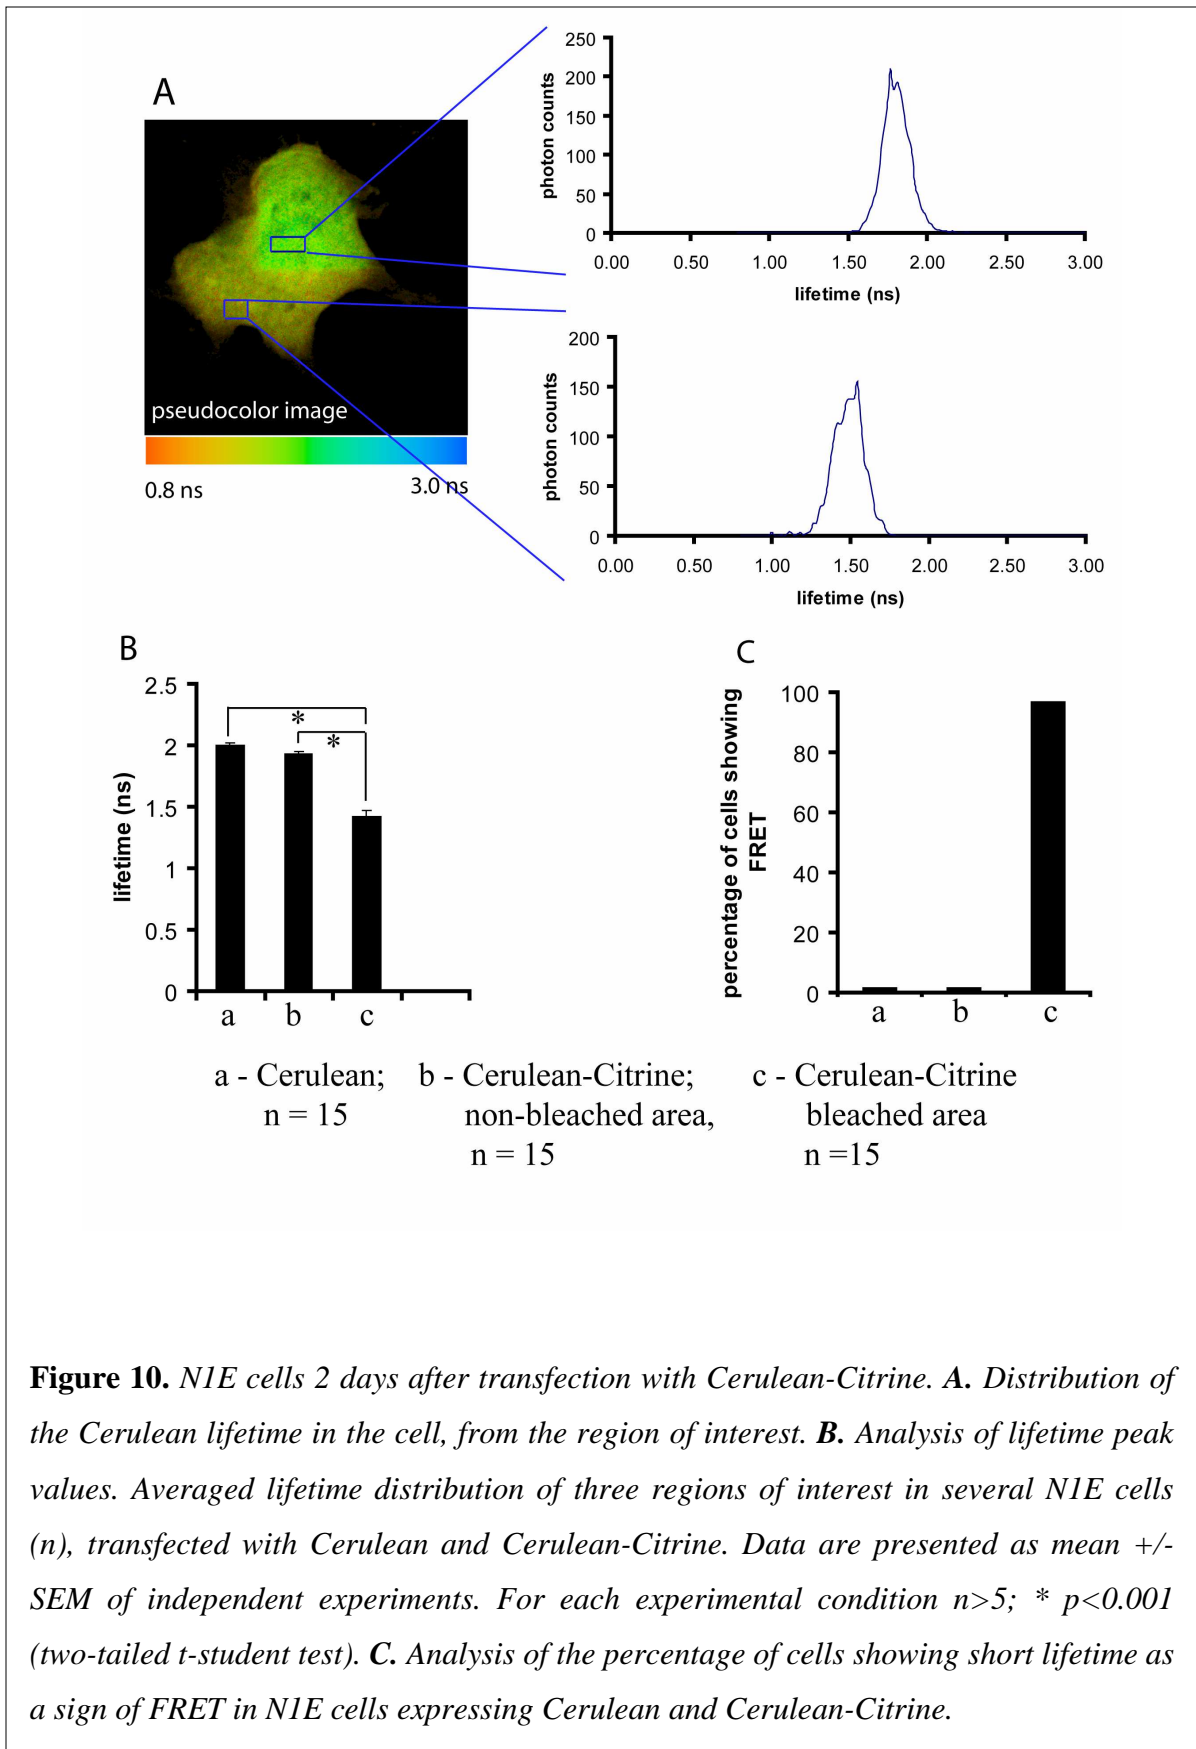 A
pseudocolor image
0.8 ns
3.0 ns
250
200
150
100
50
0
photon counts
0.00 0.50 1.00 1.50 2.00 2.50 3.00
lifetime (ns)
200
150
100
50
0
photon counts
0.00 0.50 1.00 1.50 2.00 2.50 3.00
lifetime (ns)
B
2.5
2
1.5
1
0.5
0
lifetime (ns)
*
*
a b c
C
100
80
60
40
20
0
percentage of cells showing
FRET
a b c
a - Cerulean;
n = 15
b - Cerulean-Citrine;
non-bleached area,
n = 15
c - Cerulean-Citrine
bleached area
n =15
Figure 10. N1E cells 2 days after transfection with Cerulean-Citrine. A. Distribution of
the Cerulean lifetime in the cell, from the region of interest. B. Analysis of lifetime peak
values. Averaged lifetime distribution of three regions of interest in several N1E cells
(n), transfected with Cerulean and Cerulean-Citrine. Data are presented as mean +/-
SEM of independent experiments. For each experimental condition n>5; * p<0.001
(two-tailed t-student test). C. Analysis of the percentage of cells showing short lifetime as
a sign of FRET in N1E cells expressing Cerulean and Cerulean-Citrine.